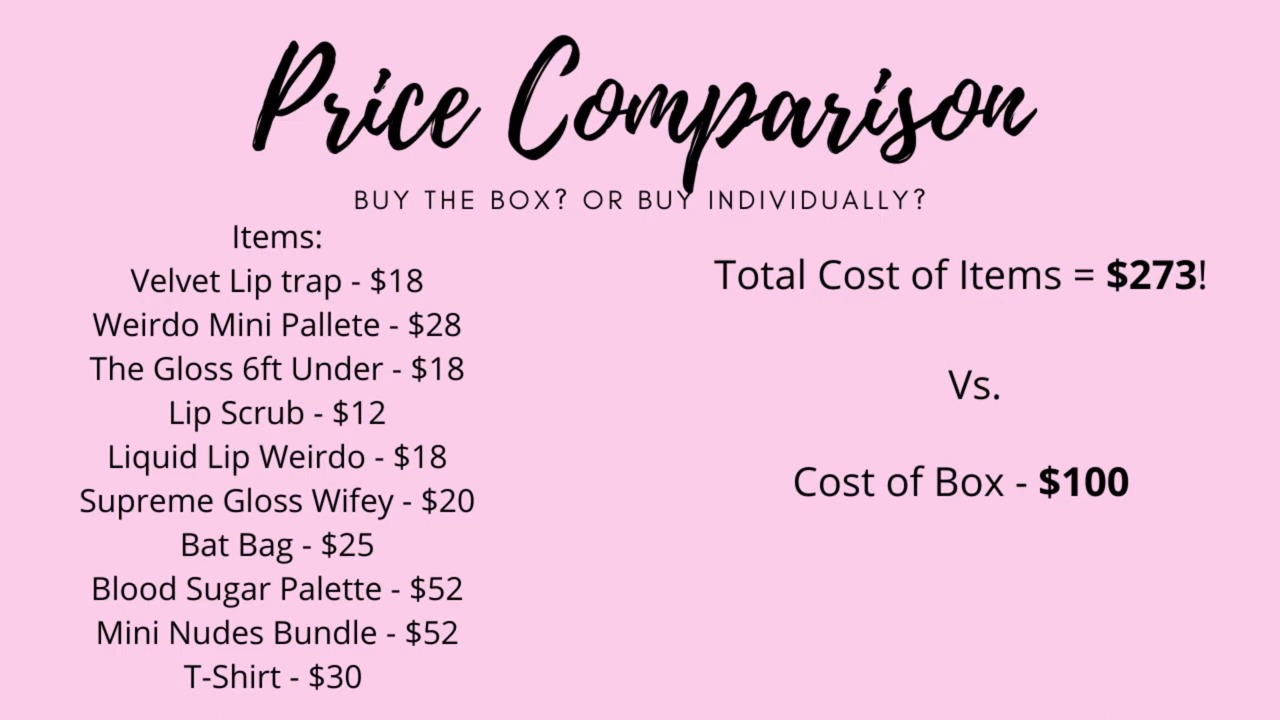 Price Comparison
BUY THE BOX? OR BUY INDIVIDUALLY?
Items:
Velvet Lip trap - $18
Weirdo Mini Pallete - $28
The Gloss 6ft Under - $18
Lip Scrub - $12
Liquid Lip Weirdo - $18
Supreme Gloss Wifey - $20
Bat Bag - $25
Blood Sugar Palette - $52
Mini Nudes Bundle - $52
T-Shirt - $30
Total Cost of Items = $273!
Vs.
Cost of Box - $100